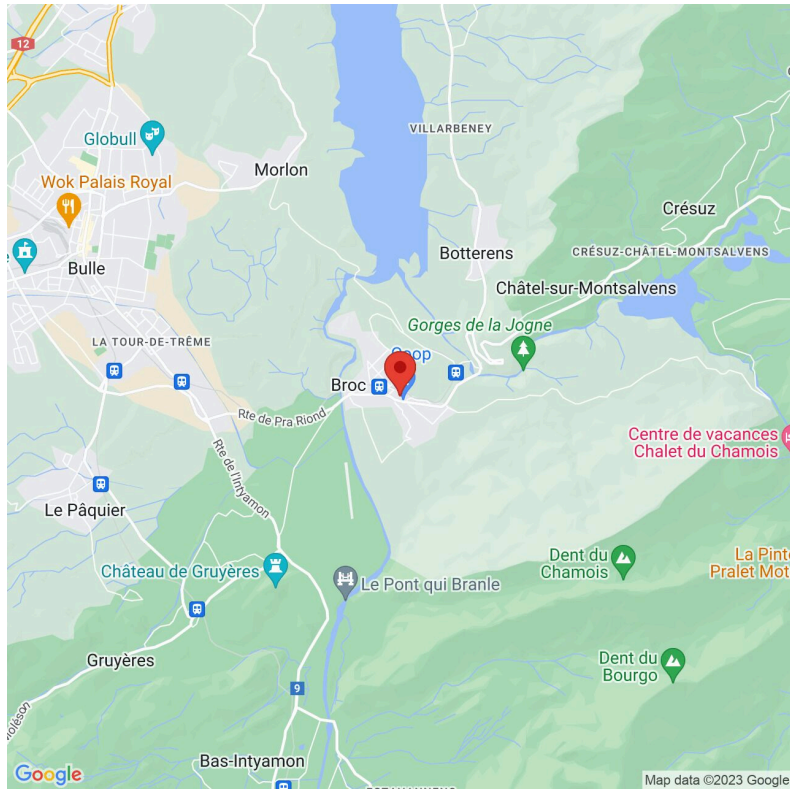 12
VILLARBENEY
Globull
Morlon
Wok Palais Royal
Crésuz
Botterens
CRÉSUZ-CHÂTEL-MONTSALVENS
Bulle
Châtel-sur-Montsalvens
Gorges de la Jogne
LA TOUR-DE-TRÊME
Coop
Broc
Rte de Pra Riond
Centre de vacances
Chalet du Chamois
Rte de l'Intyamon
Le Pâquier
Dent du
Chamois
La Pinte
Pralet Mot
Château de Gruyères
Le Pont qui Branle
Gruyères
Dent du
Bourgo
9
Moléson
Bas-Intyamon
Google
Map data ©2023 Google